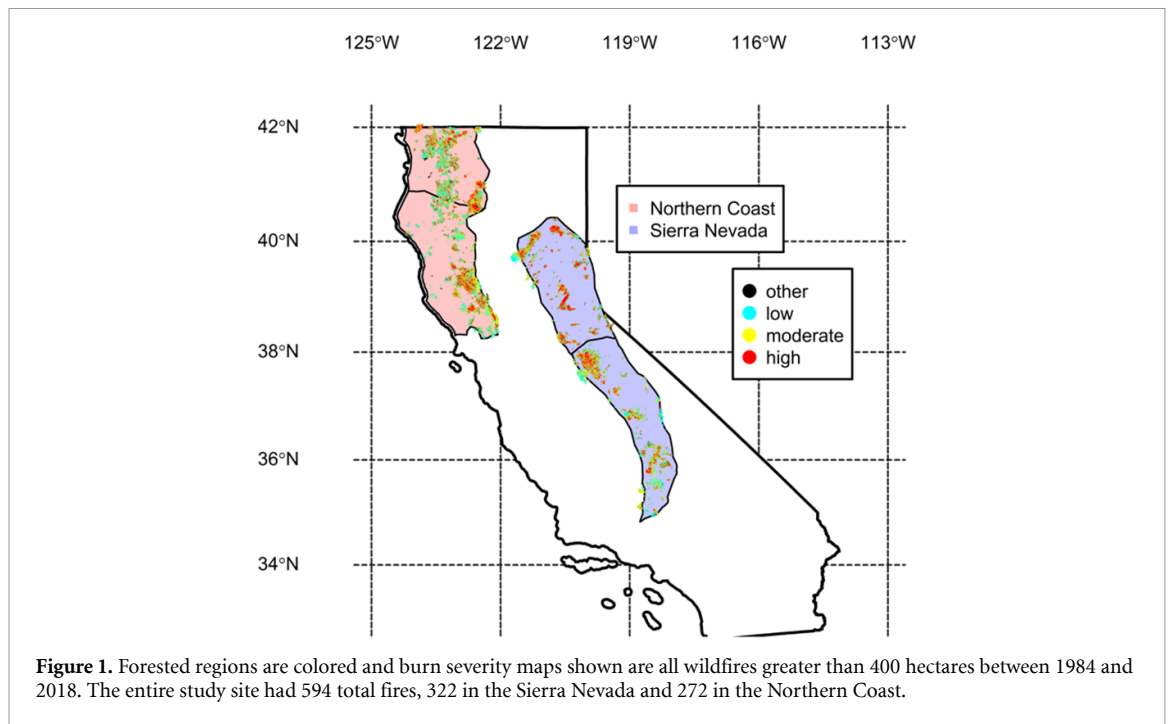 125°W 122°W 119°W 116°W 113°W
42°N
40°N
38°N
36°N
34°N
Northern Coast
Sierra Nevada
other
low
moderate
high
Figure 1. Forested regions are colored and burn severity maps shown are all wildfires greater than 400 hectares between 1984 and
2018. The entire study site had 594 total fires, 322 in the Sierra Nevada and 272 in the Northern Coast.